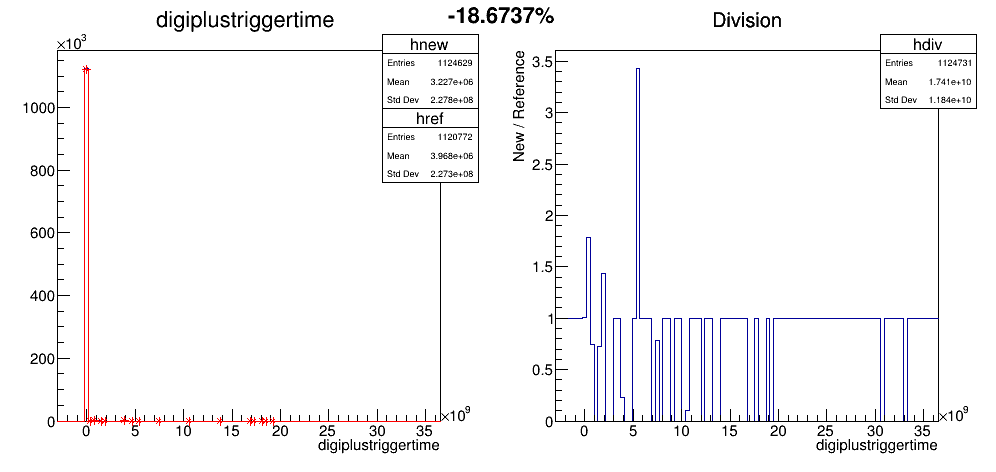 -18.6737%
digiplustriggertime
×10³
hnew
Entries 1124629
Mean 3.227e+06
Std Dev 2.278e+08
href
Entries 1120772
Mean 3.968e+06
Std Dev 2.273e+08
1000
800
600
400
200
0
0 5 10 15 20 25 30 35 ×10⁹
digiplustriggertime
Division
hdiv
Entries 1124731
Mean 1.741e+10
Std Dev 1.184e+10
New / Reference
3.5
3
2.5
2
1.5
1
0.5
0
0 5 10 15 20 25 30 35 ×10⁹
digiplustriggertime